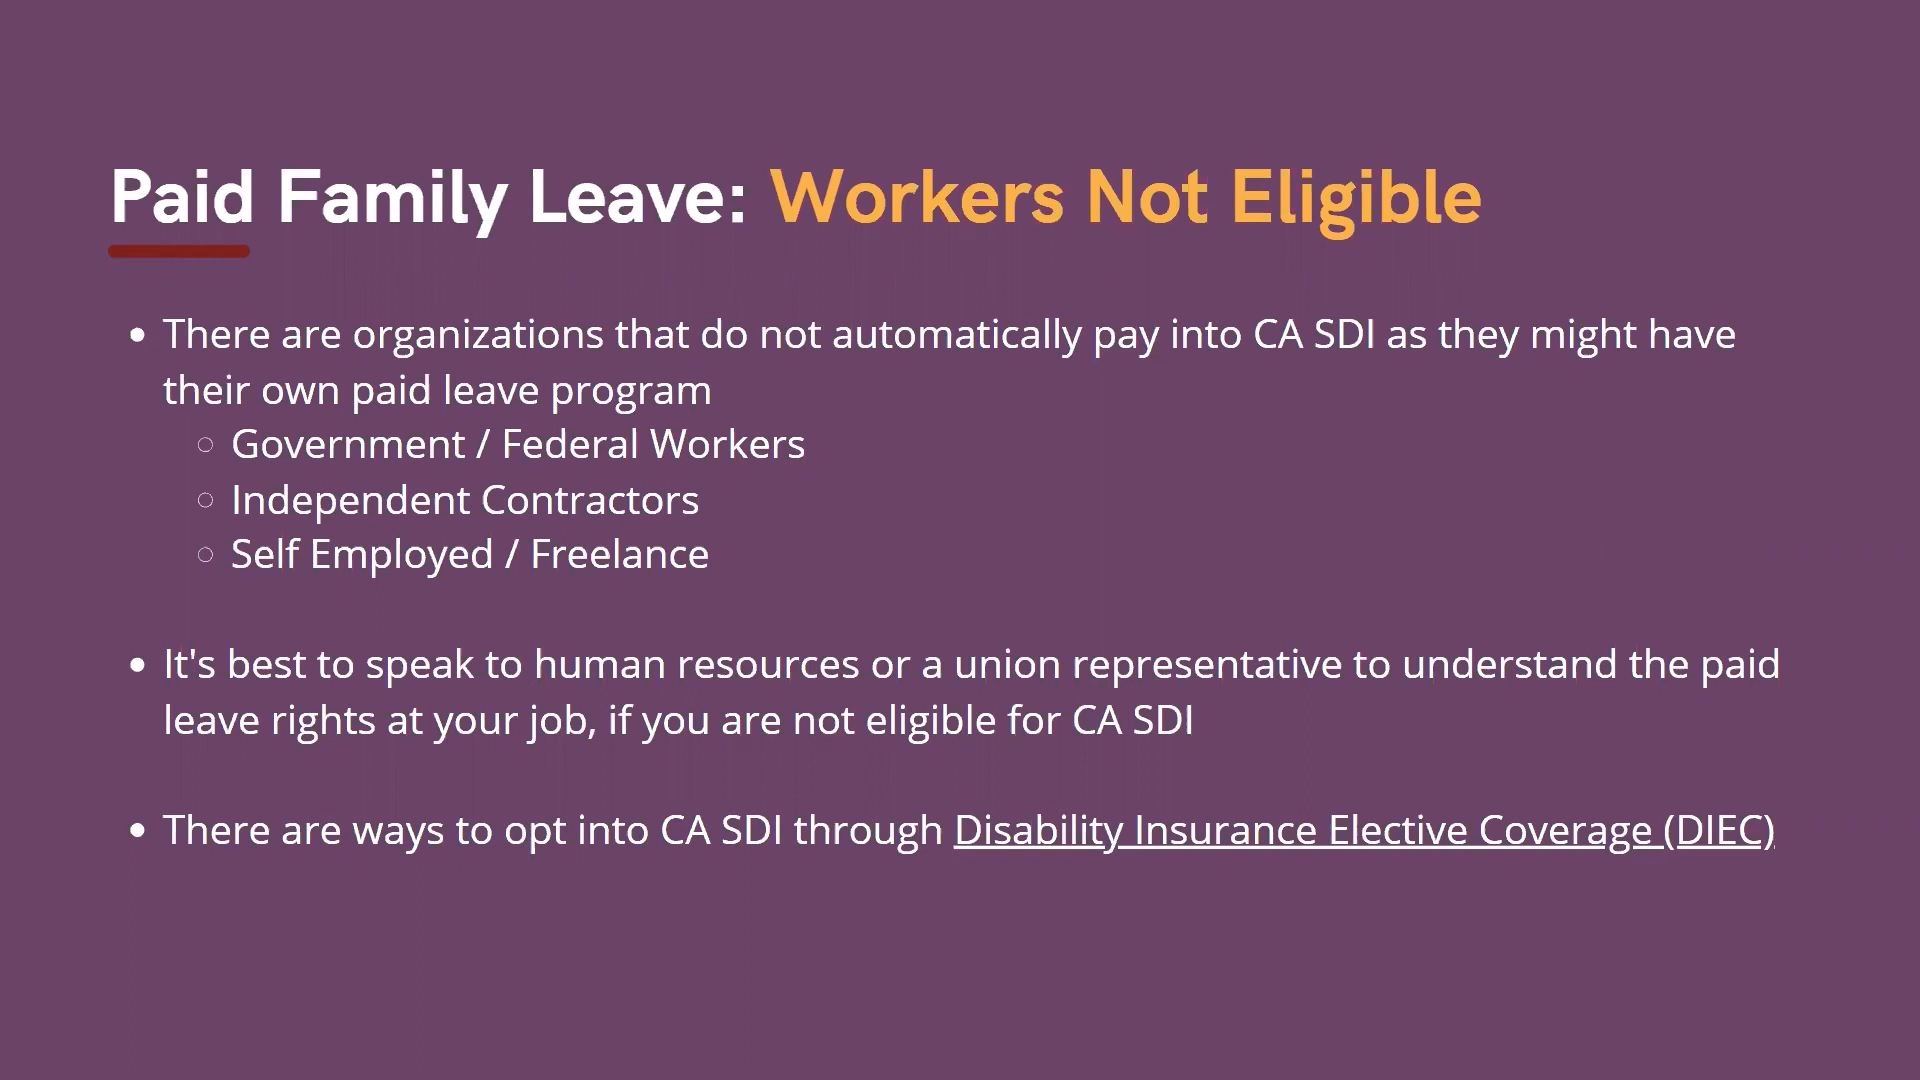 Paid Family Leave: Workers Not Eligible
• There are organizations that do not automatically pay into CA SDI as they might have
their own paid leave program
○ Government / Federal Workers
○ Independent Contractors
○ Self Employed / Freelance
• It's best to speak to human resources or a union representative to understand the paid
leave rights at your job, if you are not eligible for CA SDI
• There are ways to opt into CA SDI through Disability Insurance Elective Coverage (DIEC)